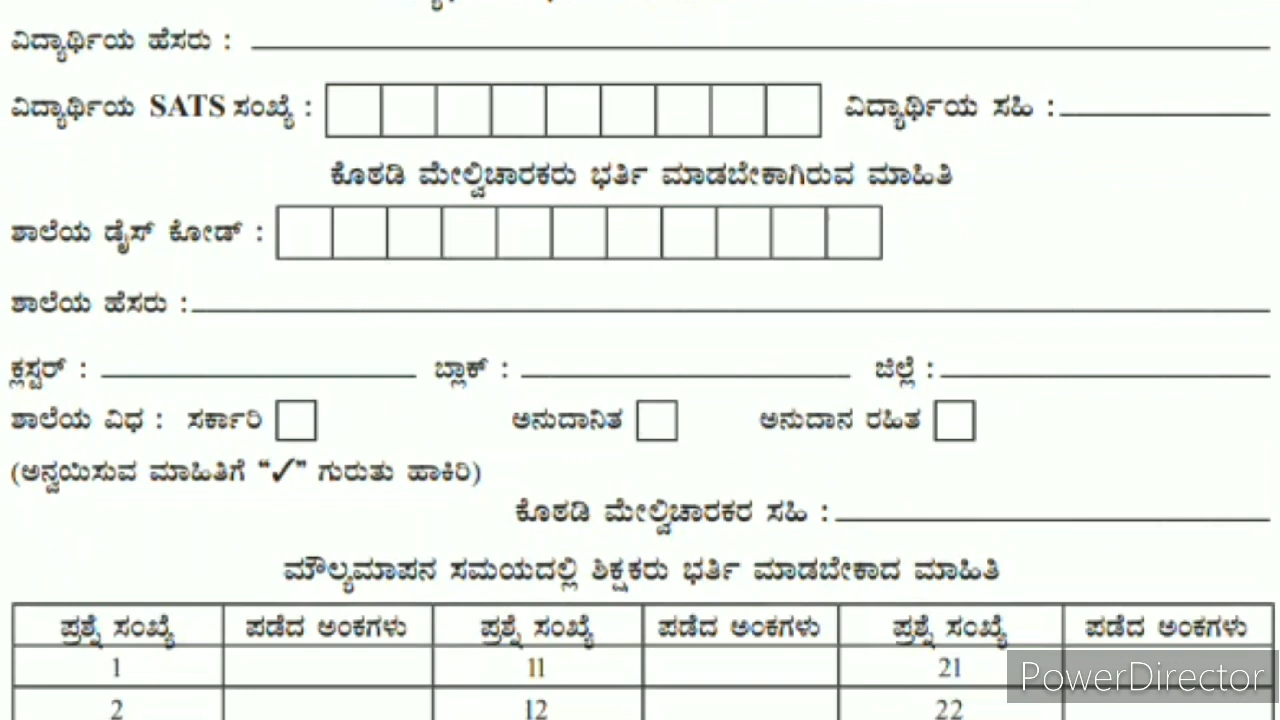 ವಿದ್ಯಾರ್ಥಿಯ ಹೆಸರು :
ವಿದ್ಯಾರ್ಥಿಯ SATS ಸಂಖ್ಯೆ : ವಿದ್ಯಾರ್ಥಿಯ ಸಹಿ :
ಕೊಠಡಿ ಮೇಲ್ವಿಚಾರಕರು ಭರ್ತಿ ಮಾಡಬೇಕಾಗಿರುವ ಮಾಹಿತಿ
ಶಾಲೆಯ ಡೈಸ್ ಕೋಡ್ :
ಶಾಲೆಯ ಹೆಸರು :
ಕ್ಲಸ್ಟರ್ : ಬ್ಲಾಕ್ : ಜಿಲ್ಲೆ :
ಶಾಲೆಯ ವಿಧ : ಸರ್ಕಾರಿ ಅನುದಾನಿತ ಅನುದಾನ ರಹಿತ
(ಅನ್ವಯಿಸುವ ಮಾಹಿತಿಗೆ “✓” ಗುರುತು ಹಾಕಿರಿ)
ಕೊಠಡಿ ಮೇಲ್ವಿಚಾರಕರ ಸಹಿ :
ಮೌಲ್ಯಮಾಪನ ಸಮಯದಲ್ಲಿ ಶಿಕ್ಷಕರು ಭರ್ತಿ ಮಾಡಬೇಕಾದ ಮಾಹಿತಿ
ಪ್ರಶ್ನೆ ಸಂಖ್ಯೆ ಪಡೆದ ಅಂಕಗಳು ಪ್ರಶ್ನೆ ಸಂಖ್ಯೆ ಪಡೆದ ಅಂಕಗಳು ಪ್ರಶ್ನೆ ಸಂಖ್ಯೆ ಪಡೆದ ಅಂಕಗಳು
1 11 21
PowerDirector
2 12 22